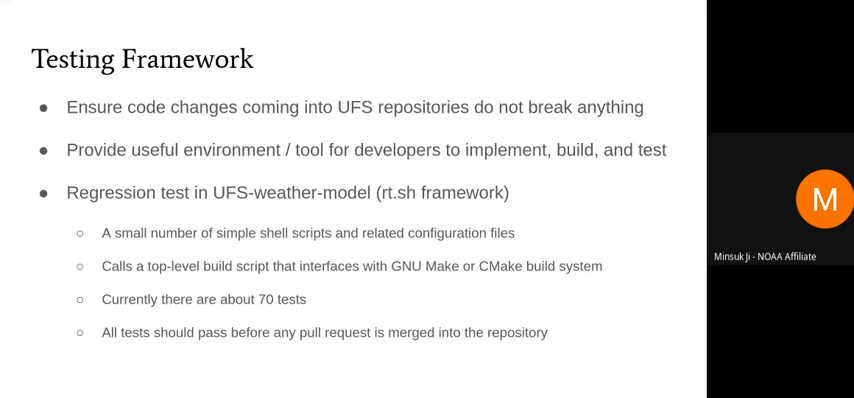 Testing Framework
● Ensure code changes coming into UFS repositories do not break anything
● Provide useful environment / tool for developers to implement, build, and test
● Regression test in UFS-weather-model (rt.sh framework)
○ A small number of simple shell scripts and related configuration files
○ Calls a top-level build script that interfaces with GNU Make or CMake build system
○ Currently there are about 70 tests
○ All tests should pass before any pull request is merged into the repository
M
Minsuk Ji - NOAA Affiliate